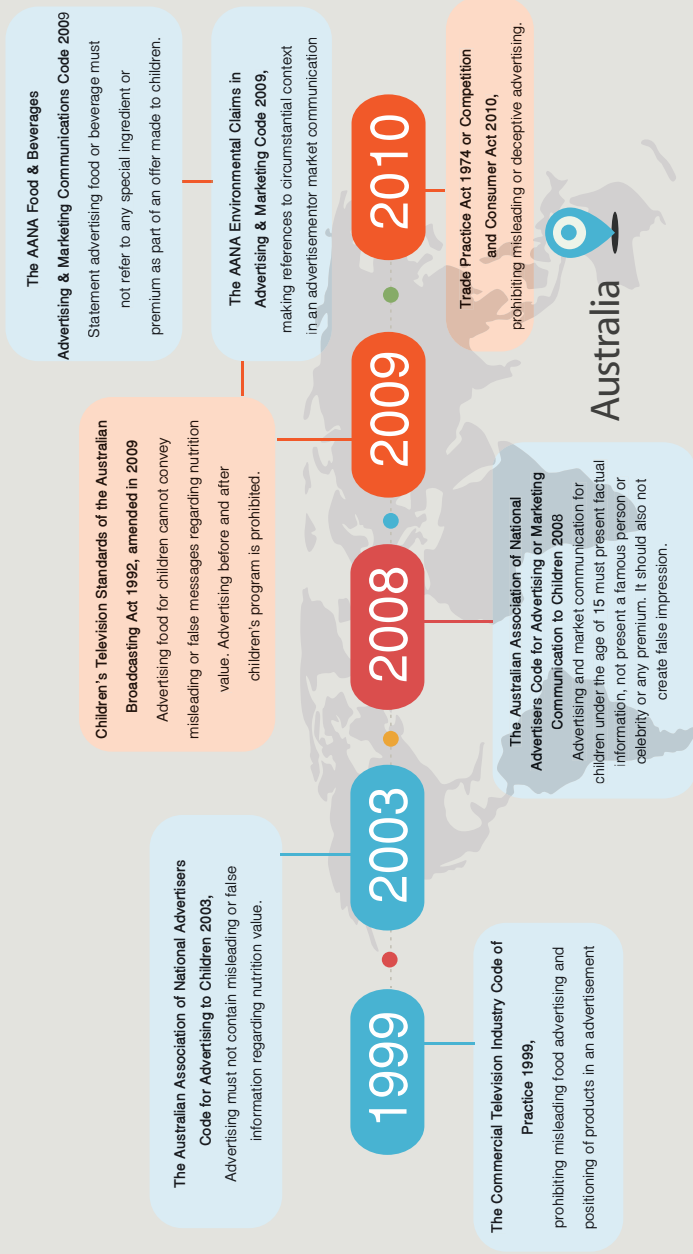 Australia
1999
The Commercial Television Industry Code of
Practice 1999,
prohibiting misleading food advertising and
positioning of products in an advertisement
2003
The Australian Association of National Advertisers
Code for Advertising to Children 2003,
Advertising must not contain misleading or false
information regarding nutrition value.
2008
The Australian Association of National
Advertisers Code for Advertising or Marketing
Communication to Children 2008
Advertising and market communication for
children under the age of 15 must present factual
information, not present a famous person or
celebrity or any premium. It should also not
create false impression.
2009
Children's Television Standards of the Australian
Broadcasting Act 1992, amended in 2009
Advertising food for children cannot convey
misleading or false messages regarding nutrition
value. Advertising before and after
children's program is prohibited.
The AANA Food & Beverages
Advertising & Marketing Communications Code 2009
Statement advertising food or beverage must
not refer to any special ingredient or
premium as part of an offer made to children.
The AANA Environmental Claims in
Advertising & Marketing Code 2009,
making references to circumstantial context
in an advertisementor market communication
2010
Trade Practice Act 1974 or Competition
and Consumer Act 2010,
prohibiting misleading or deceptive advertising.